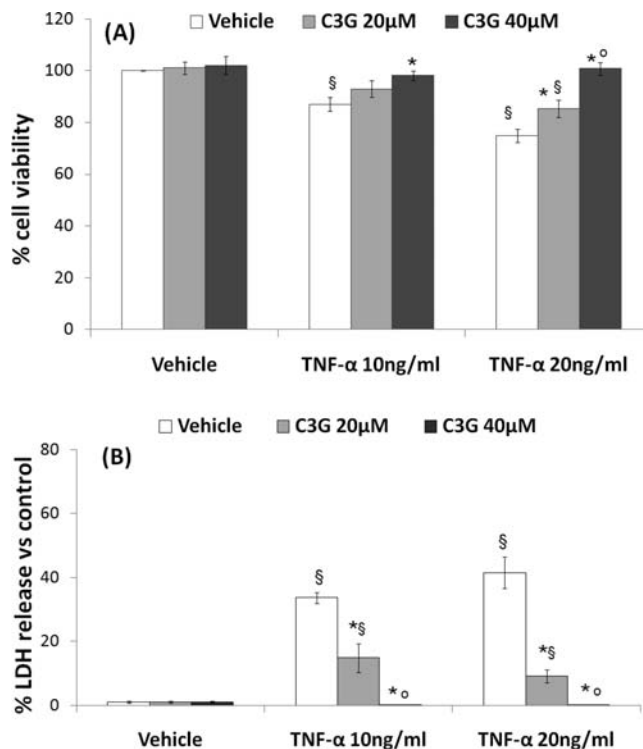 (A)
Vehicle C3G 20µM C3G 40µM
% cell viability
120
100
80
60
40
20
0
§
*
§
* §
* °
Vehicle TNF-α 10ng/ml TNF-α 20ng/ml
Vehicle C3G 20µM C3G 40µM
(B)
% LDH release vs control
80
60
40
20
0
§
*§
* °
§
*§
* °
Vehicle TNF-α 10ng/ml TNF-α 20ng/ml